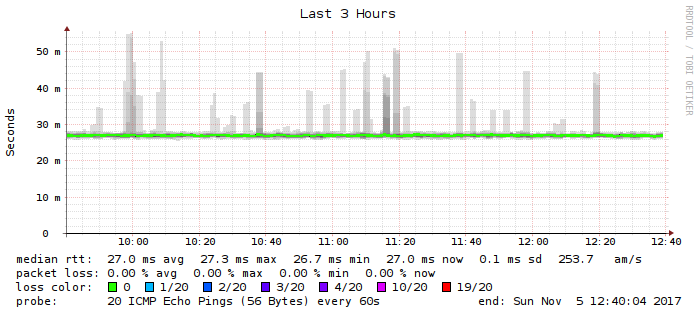 Last 3 Hours
RRDTOOL / TOBI OETIKER
Seconds
50 m
40 m
30 m
20 m
10 m
0
10:00 10:20 10:40 11:00 11:20 11:40 12:00 12:20 12:40
median rtt: 27.0 ms avg 27.3 ms max 26.7 ms min 27.0 ms now 0.1 ms sd 253.7 am/s
packet loss: 0.00 % avg 0.00 % max 0.00 % min 0.00 % now
loss color: 0 1/20 2/20 3/20 4/20 10/20 19/20
probe: 20 ICMP Echo Pings (56 Bytes) every 60s end: Sun Nov 5 12:40:04 2017